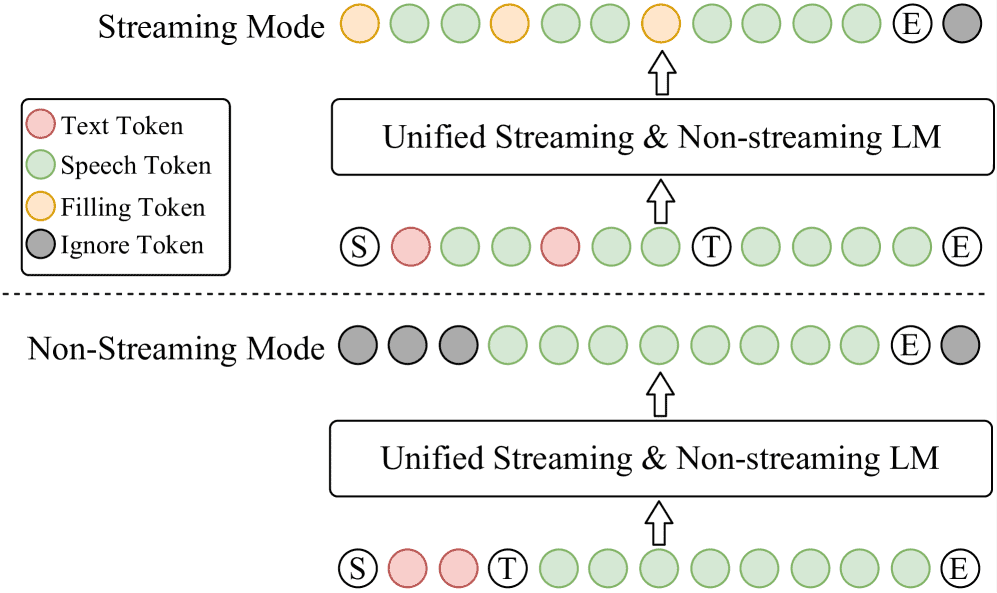 Streaming Mode
E
Unified Streaming & Non-streaming LM
Text Token
Speech Token
Filling Token
Ignore Token
S T E
Non-Streaming Mode
E
Unified Streaming & Non-streaming LM
S T E